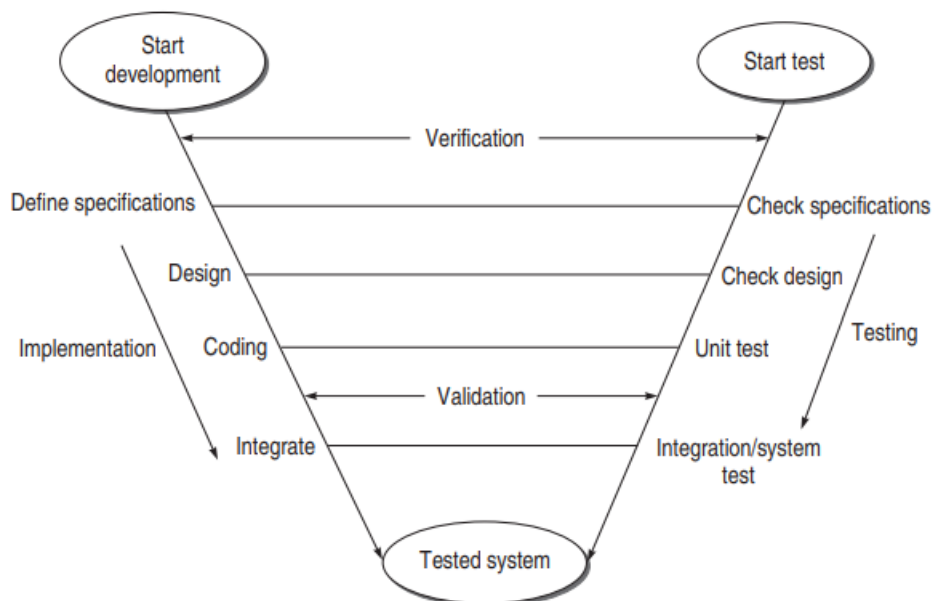 Start
development
Start test
Verification
Define specifications
Check specifications
Design
Check design
Implementation
Coding
Unit test
Testing
Validation
Integrate
Integration/system
test
Tested system